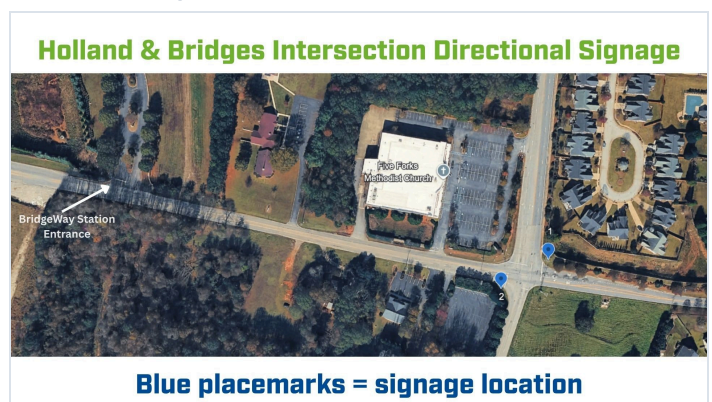 Holland & Bridges Intersection Directional Signage
Five Forks
Methodist Church
BridgeWay Station
Entrance
1
2
Blue placemarks = signage location